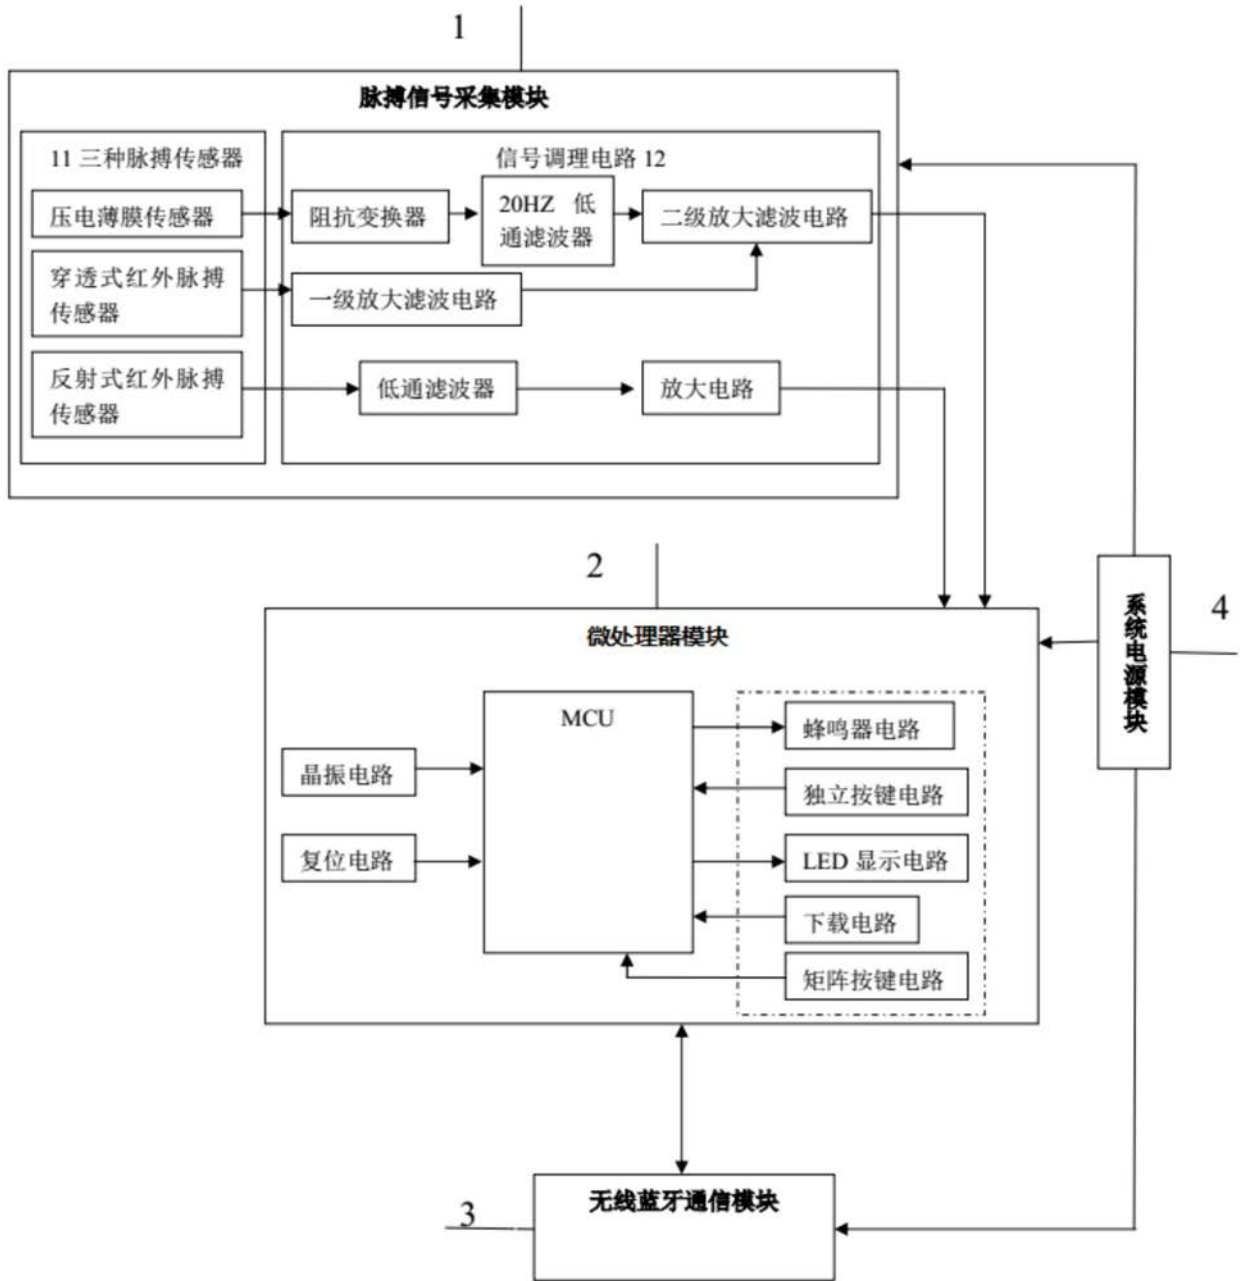 1
脉搏信号采集模块
11三种脉搏传感器
信号调理电路12
压电薄膜传感器
阻抗变换器
20HZ 低
通滤波器
二级放大滤波电路
穿透式红外脉搏
传感器
一级放大滤波电路
反射式红外脉搏
传感器
低通滤波器
放大电路
2
微处理器模块
系统电源模块
4
MCU
晶振电路
复位电路
蜂鸣器电路
独立按键电路
LED 显示电路
下载电路
矩阵按键电路
3
无线蓝牙通信模块